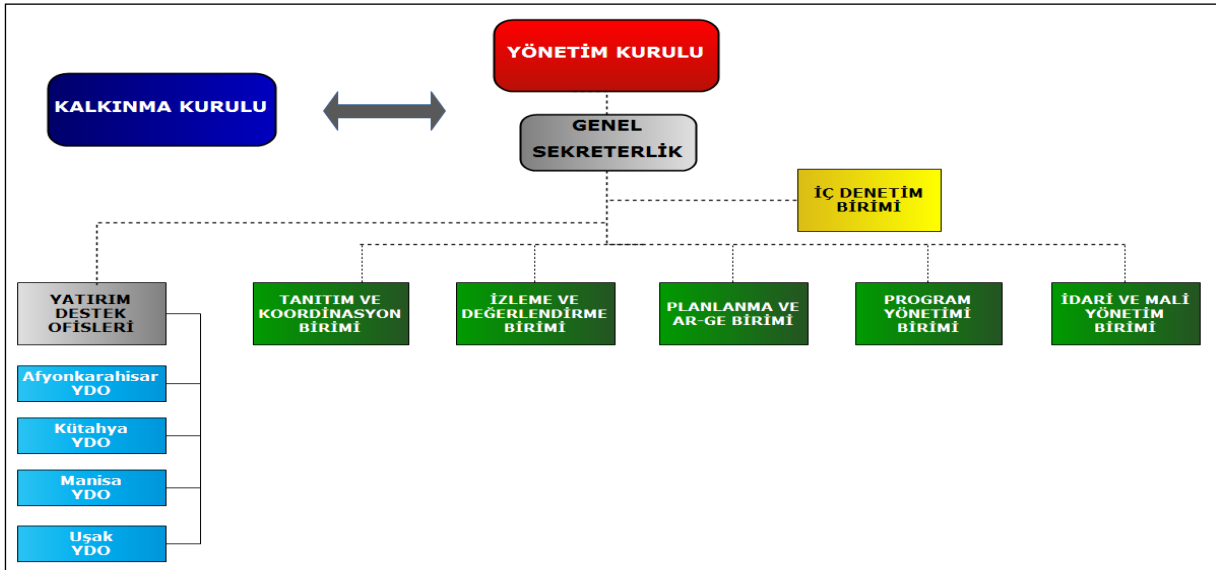 YÖNETİM KURULU
KALKINMA KURULU
GENEL
SEKRETERLİK
İÇ DENETİM
BİRİMİ
YATIRIM
DESTEK
OFİSLERİ
TANITIM VE
KOORDİNASYON
BİRİMİ
İZLEME VE
DEĞERLENDİRME
BİRİMİ
PLANLANMA VE
AR-GE BİRİMİ
PROGRAM
YÖNETİMİ
BİRİMİ
İDARİ VE MALİ
YÖNETİM
BİRİMİ
Afyonkarahisar
YDO
Kütahya
YDO
Manisa
YDO
Uşak
YDO